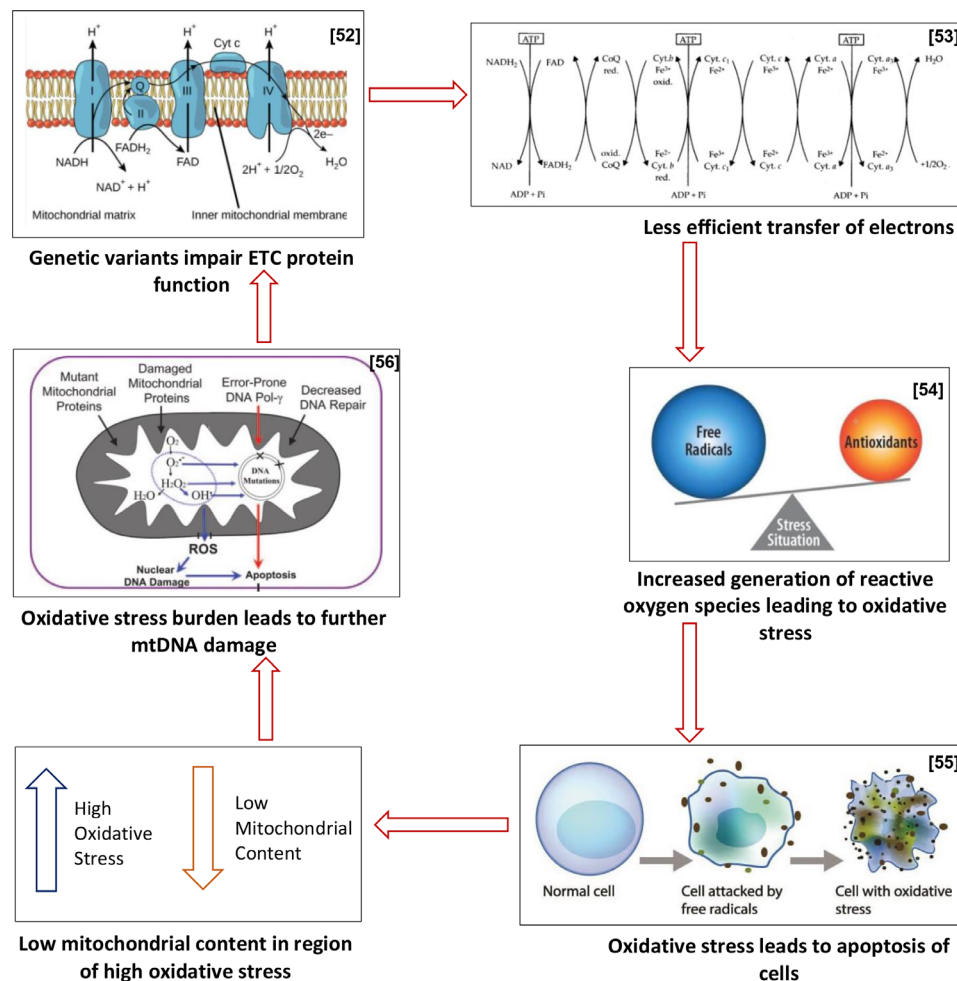 [52]
H+ H+ Cyt c H+
I Q III IV
II
FADH2 2e–
NADH FAD H2O
NAD+ + H+ 2H+ + 1/2O2
Mitochondrial matrix Inner mitochondrial membrane
Genetic variants impair ETC protein
function
[53]
ATP ATP ATP
NADH2 FAD CoQ Cyt.b Cyt. c1 Cyt. c Cyt. a Cyt. a3 H2O
red. Fe3+ Fe2+ Fe3+ Fe2+ Fe3+
oxid.
oxid. Fe2+ Fe3+ Fe2+ Fe3+ Fe2+
NAD FADH2 CoQ Cyt. b Cyt. c1 Cyt. c Cyt. a Cyt. a3 +1/2O2.
red.
ADP + Pi ADP + Pi ADP + Pi
Less efficient transfer of electrons
[54]
Free
Radicals
Antioxidants
Stress
Situation
Increased generation of reactive
oxygen species leading to oxidative
stress
[55]
Normal cell
Cell attacked by
free radicals
Cell with oxidative
stress
Oxidative stress leads to apoptosis of
cells
High
Oxidative
Stress
Low
Mitochondrial
Content
Low mitochondrial content in region
of high oxidative stress
[56]
Mutant
Mitochondrial
Proteins
Damaged
Mitochondrial
Proteins
Error-Prone
DNA Pol-γ
Decreased
DNA Repair
O2
O2•-
H2O2
H2O OH•
DNA
Mutations
ROS
Nuclear
DNA Damage
Apoptosis
Oxidative stress burden leads to further
mtDNA damage